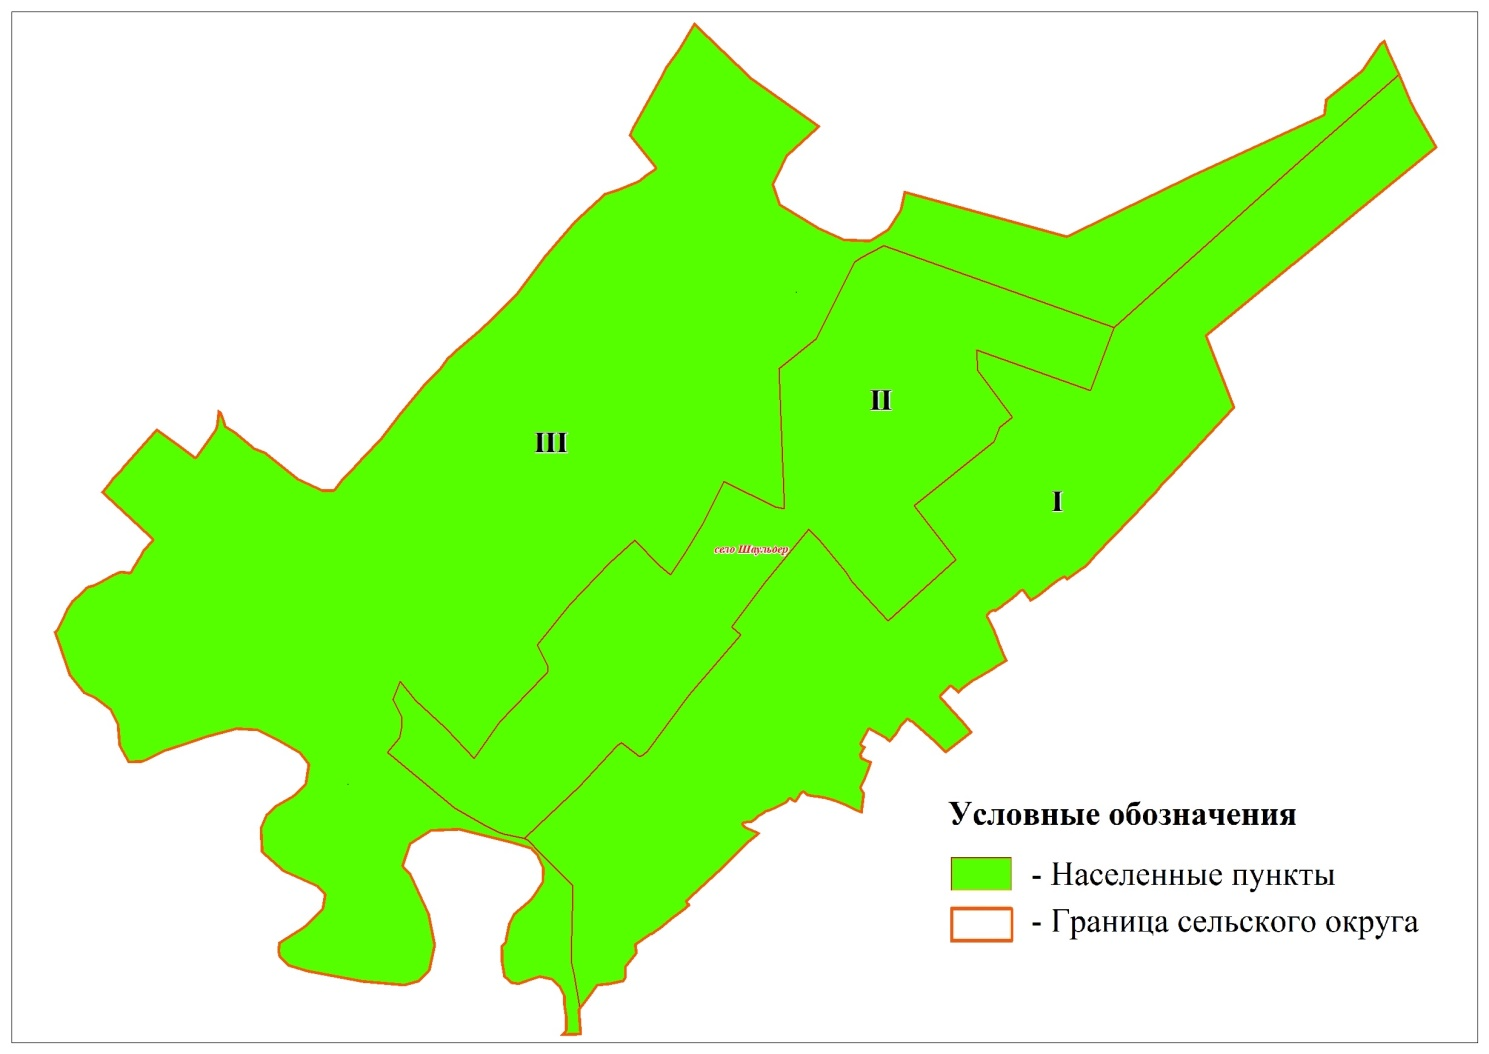 II
III
I
село Шаульдер
Условные обозначения
- Населенные пункты
- Граница сельского округа